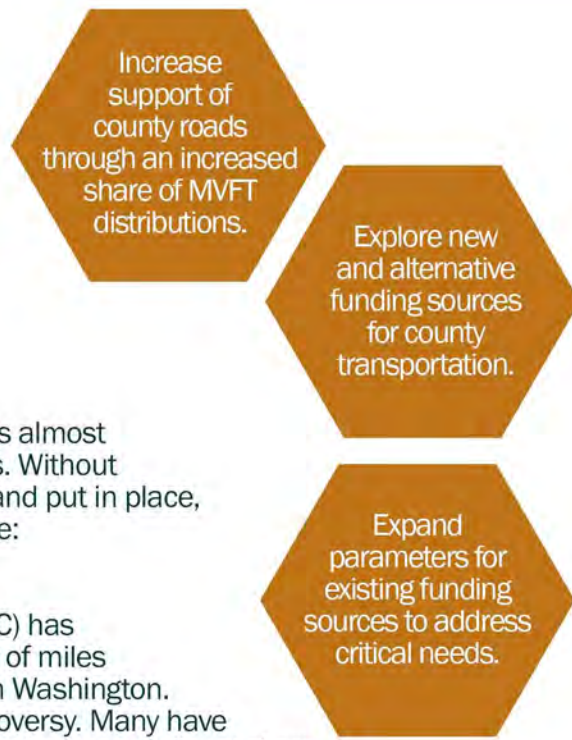 Increase
support of
county roads
through an increased
share of MVFT
distributions.
Explore new
and alternative
funding sources
for county
transportation.
s almost
s. Without
and put in place,
e:
Expand
parameters for
existing funding
sources to address
critical needs.
C) has
of miles
n Washington.
oversy. Many have